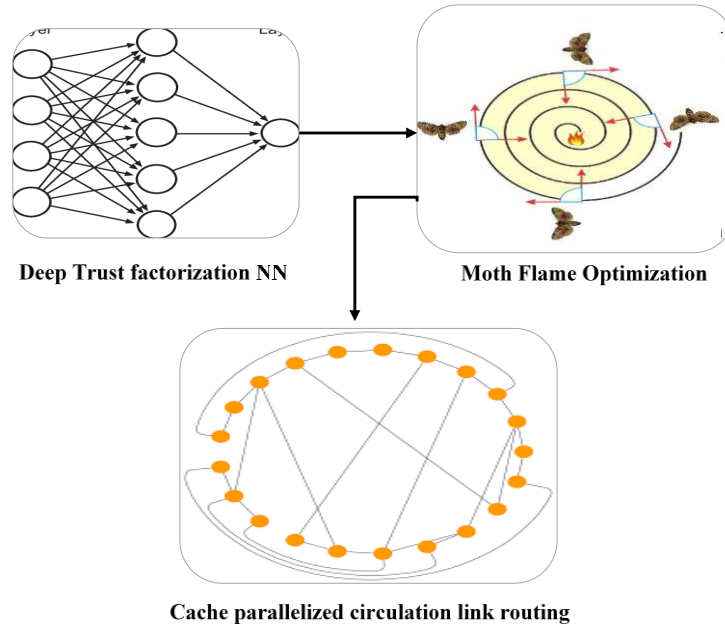 Deep Trust factorization NN
Moth Flame Optimization
Cache parallelized circulation link routing